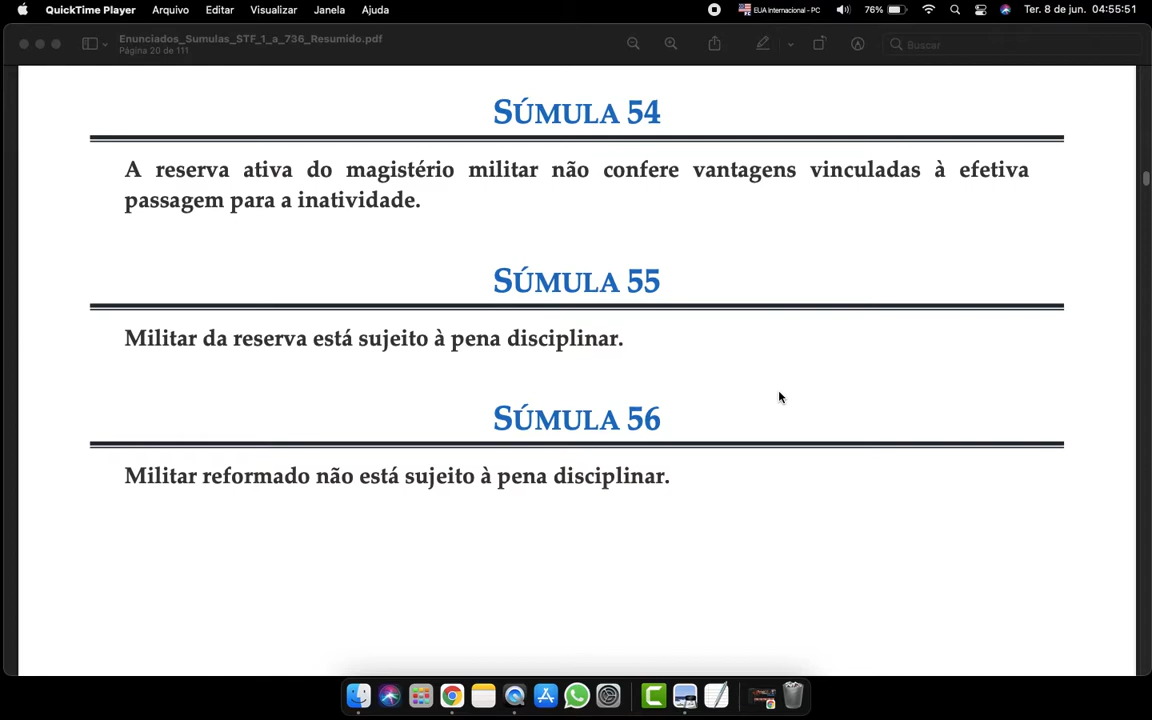 QuickTime Player Arquivo Editar Visualizar Janela Ajuda EUA Internacional - PC 76% Ter. 8 de jun. 04:55:51
Enunciados_Sumulas_STF_1_a_736_Resumido.pdf
Página 20 de 111
Buscar
SÚMULA 54
A reserva ativa do magistério militar não confere vantagens vinculadas à efetiva
passagem para a inatividade.
SÚMULA 55
Militar da reserva está sujeito à pena disciplinar.
SÚMULA 56
Militar reformado não está sujeito à pena disciplinar.